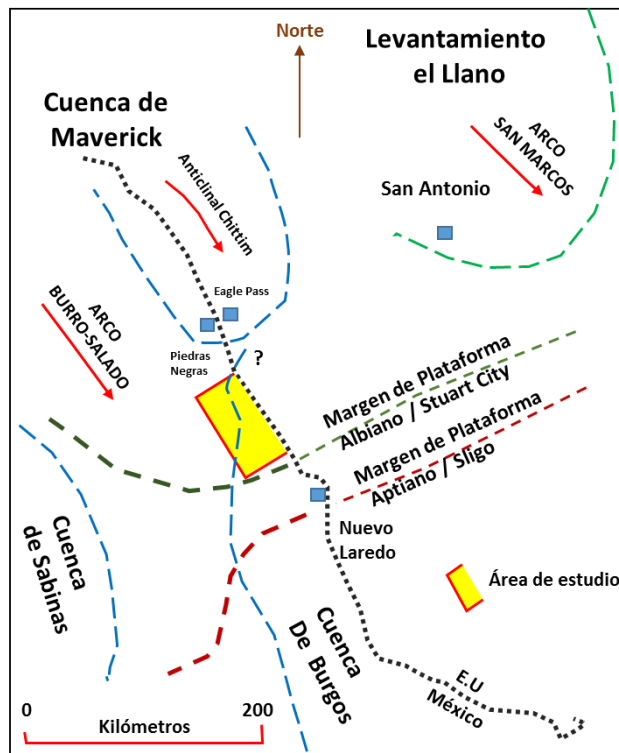 Norte
Levantamiento
el Llano
Cuenca de
Maverick
ARCO
SAN MARCOS
Anticlinal Chittim
San Antonio
Eagle Pass
ARCO
BURRO-SALADO
Piedras
Negras
?
Margen de Plataforma
Albiano / Stuart City
Margen de Plataforma
Aptiano / Sligo
Nuevo
Laredo
Cuenca
de Sabinas
Área de estudio
Cuenca
De Burgos
E.U
México
0
200
Kilómetros